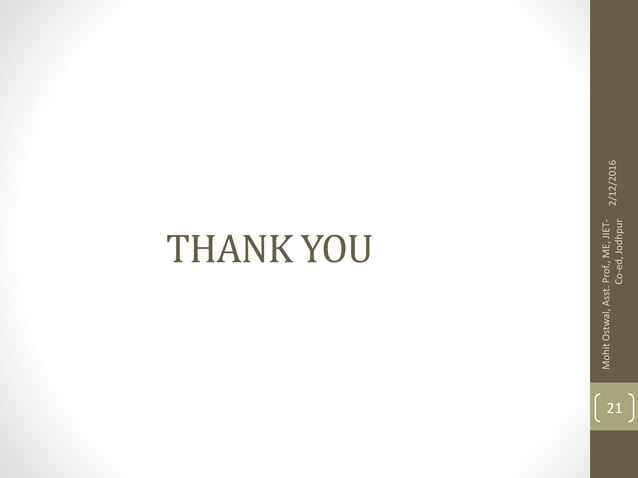 THANK YOU
2/12/2016
Mohit Ostwal, Asst. Prof., ME, JIET-
Co-ed, Jodhpur
21